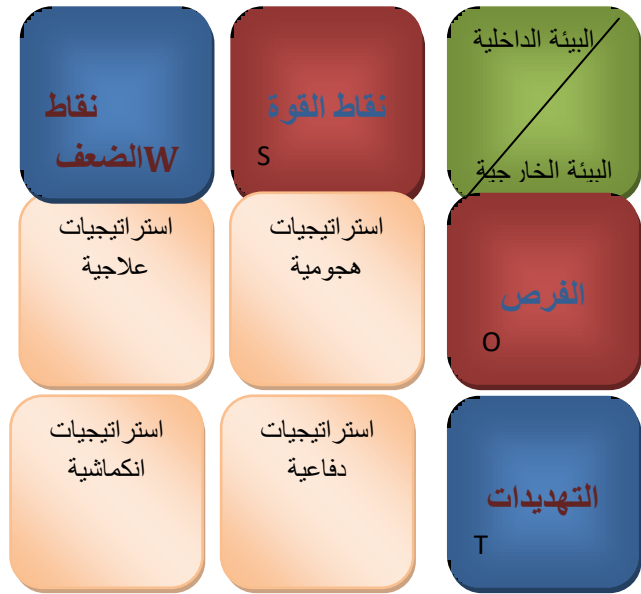 البيئة الداخلية
البيئة الخارجية
نقاط القوة
S
نقاط
الضعفW
الفرص
O
استراتيجيات
هجومية
استراتيجيات
علاجية
التهديدات
T
استراتيجيات
دفاعية
استراتيجيات
انكماشية